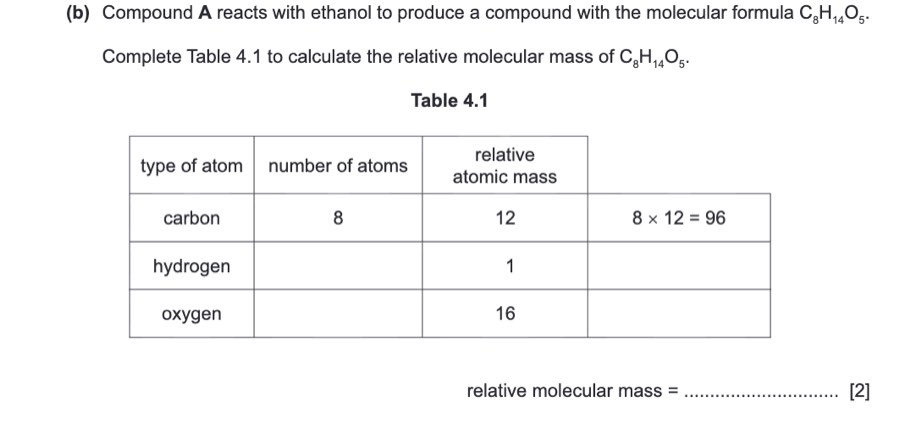 (b) Compound A reacts with ethanol to produce a compound with the molecular formula C₈H₁₄O₅.
Complete Table 4.1 to calculate the relative molecular mass of C₈H₁₄O₅.
Table 4.1
type of atom number of atoms relative atomic mass
carbon 8 12 8 × 12 = 96
hydrogen 1
oxygen 16
relative molecular mass = ............................... [2]